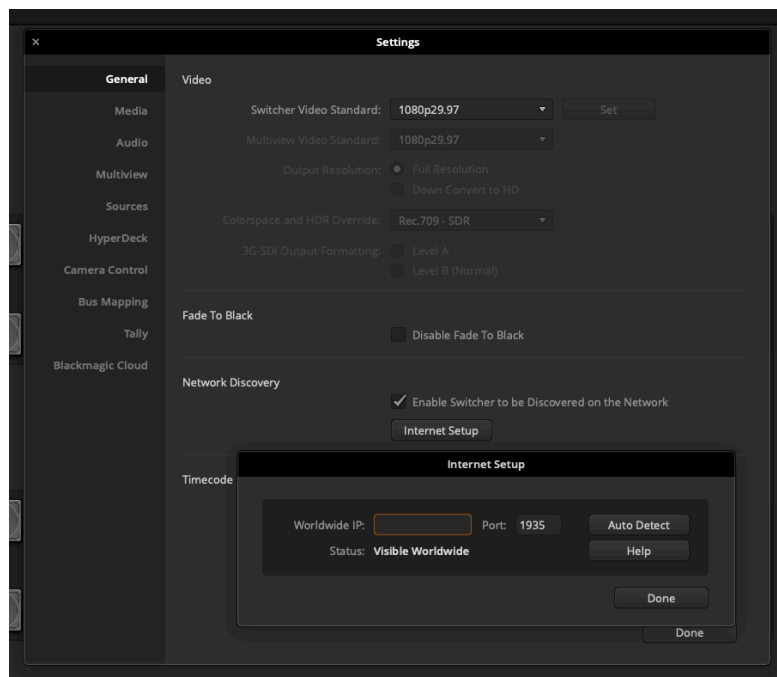 Settings
General
Media
Audio
Multiview
Sources
HyperDeck
Camera Control
Bus Mapping
Tally
Blackmagic Cloud
Video
Switcher Video Standard: 1080p29.97 Set
Multiview Video Standard: 1080p29.97
Output Resolution: Full Resolution
Down Convert to HD
Colorspace and HDR Override: Rec.709 - SDR
3G-SDI Output Formatting: Level A
Level B (Normal)
Fade To Black
Disable Fade To Black
Network Discovery
Enable Switcher to be Discovered on the Network
Internet Setup
Timecode
Internet Setup
Worldwide IP: Port: 1935 Auto Detect
Status: Visible Worldwide Help
Done
Done